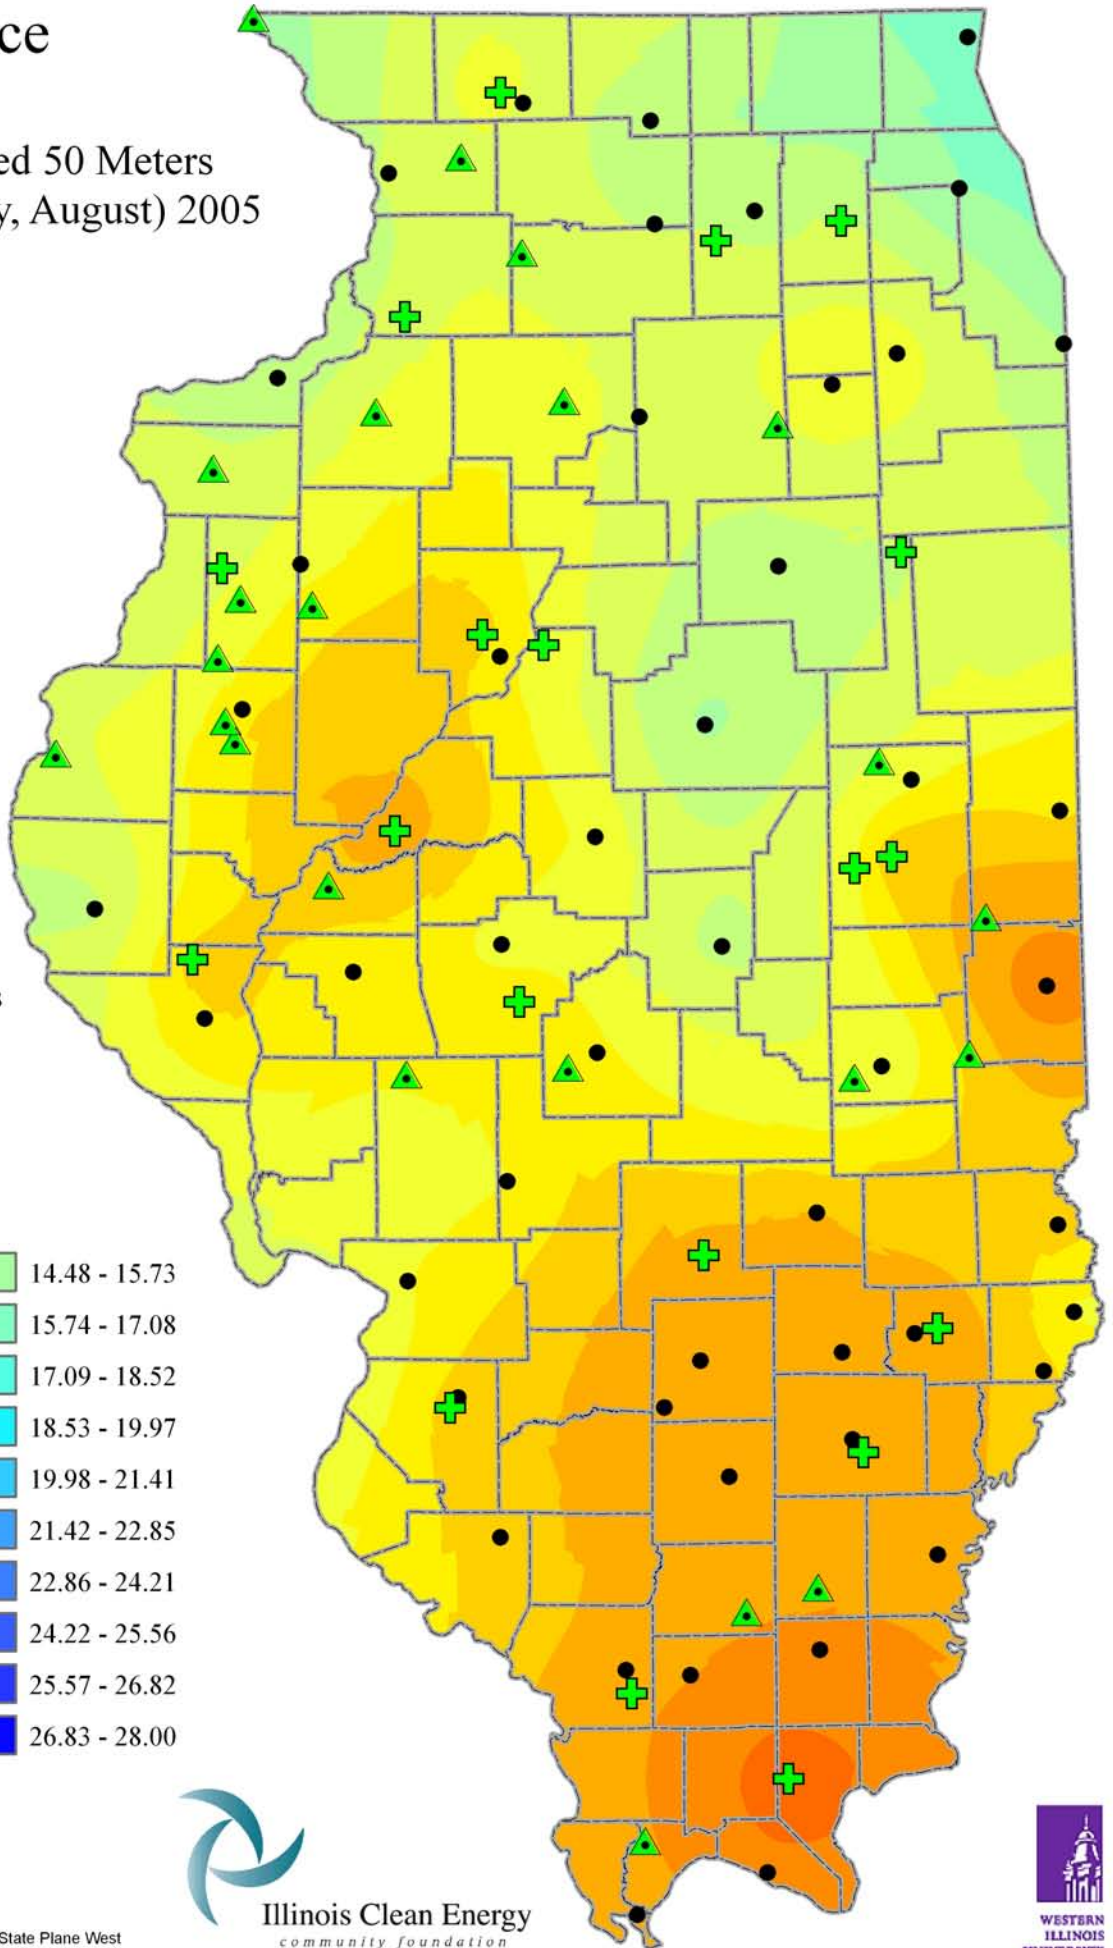 ce
ed 50 Meters
y, August) 2005
s
14.48 - 15.73
15.74 - 17.08
17.09 - 18.52
18.53 - 19.97
19.98 - 21.41
21.42 - 22.85
22.86 - 24.21
24.22 - 25.56
25.57 - 26.82
26.83 - 28.00
Illinois Clean Energy
community foundation
State Plane West
WESTERN
ILLINOIS